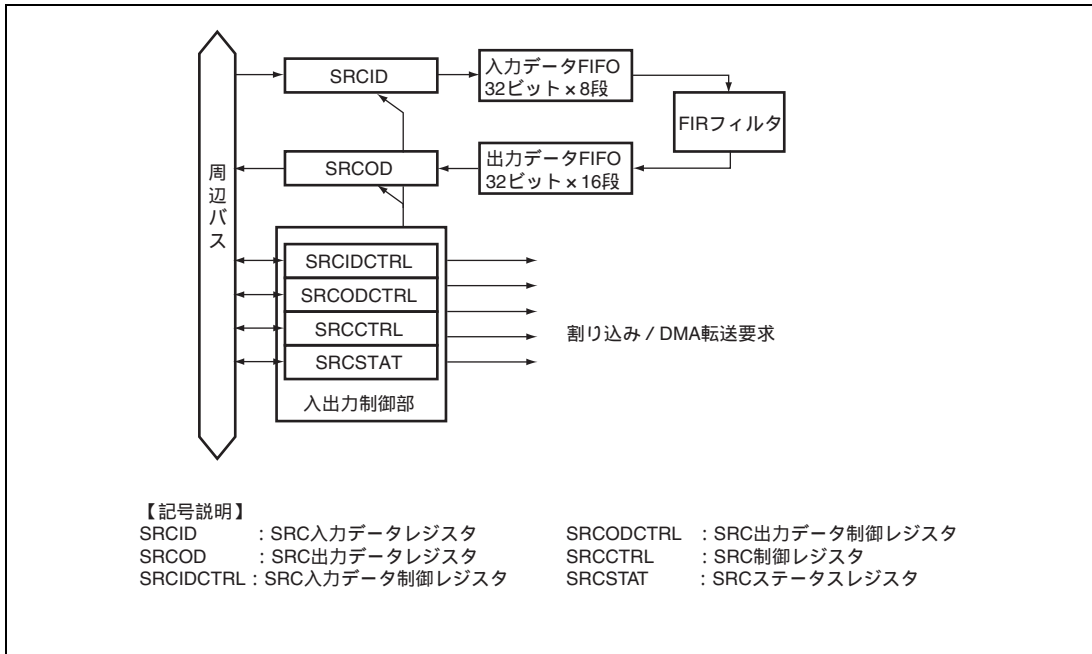 SRCID
入力データFIFO
32ビット×8段
FIRフィルタ
SRCOD
出力データFIFO
32ビット×16段
周辺バス
SRCIDCTRL
SRCODCTRL
SRCCTRL
SRCSTAT
入出力制御部
割り込み / DMA転送要求
【記号説明】
SRCID : SRC入力データレジスタ
SRCOD : SRC出力データレジスタ
SRCIDCTRL : SRC入力データ制御レジスタ
SRCODCTRL : SRC出力データ制御レジスタ
SRCCTRL : SRC制御レジスタ
SRCSTAT : SRCステータスレジスタ